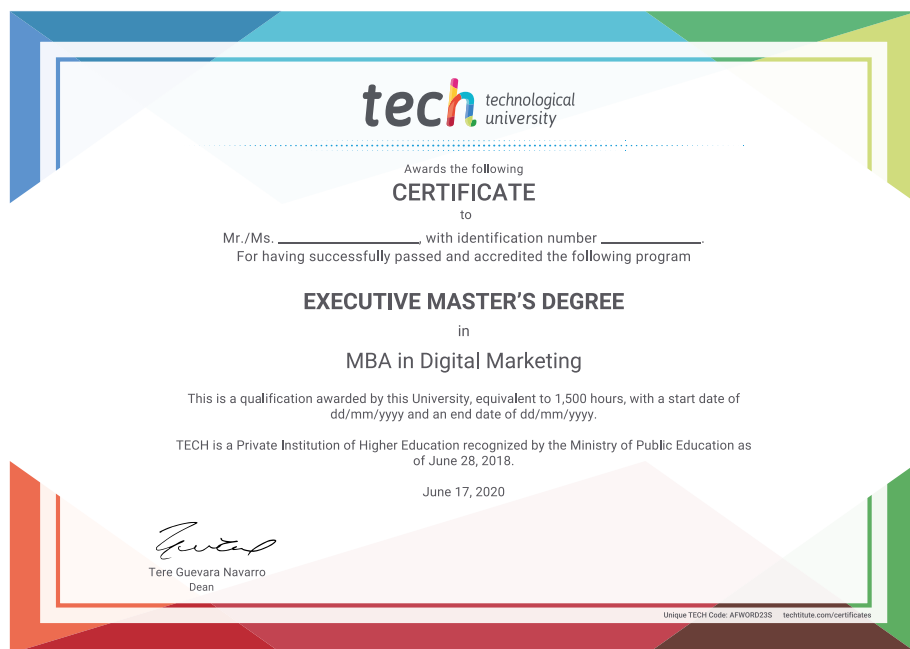 tech technological
university
Awards the following
CERTIFICATE
to
Mr./Ms. ____________________, with identification number ______________.
For having successfully passed and accredited the following program
EXECUTIVE MASTER'S DEGREE
in
MBA in Digital Marketing
This is a qualification awarded by this University, equivalent to 1,500 hours, with a start date of
dd/mm/yyyy and an end date of dd/mm/yyyy.
TECH is a Private Institution of Higher Education recognized by the Ministry of Public Education as
of June 28, 2018.
June 17, 2020
Tere Guevara Navarro
Dean
Unique TECH Code: AFWORD23S techtitute.com/certificates